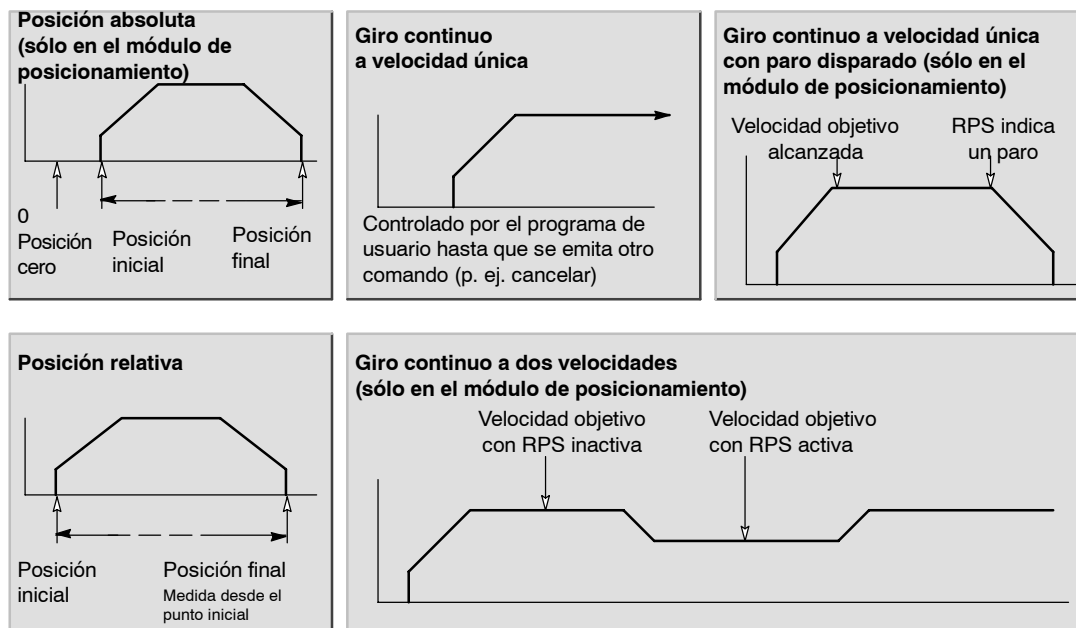 Posición absoluta
(sólo en el módulo de
posicionamiento)
0
Posición
cero
Posición
inicial
Posición
final
Giro continuo
a velocidad única
Controlado por el programa de
usuario hasta que se emita otro
comando (p. ej. cancelar)
Giro continuo a velocidad única
con paro disparado (sólo en el
módulo de posicionamiento)
Velocidad objetivo
alcanzada
RPS indica
un paro
Posición relativa
Posición
inicial
Posición final
Medida desde el
punto inicial
Giro continuo a dos velocidades
(sólo en el módulo de posicionamiento)
Velocidad objetivo
con RPS inactiva
Velocidad objetivo
con RPS activa